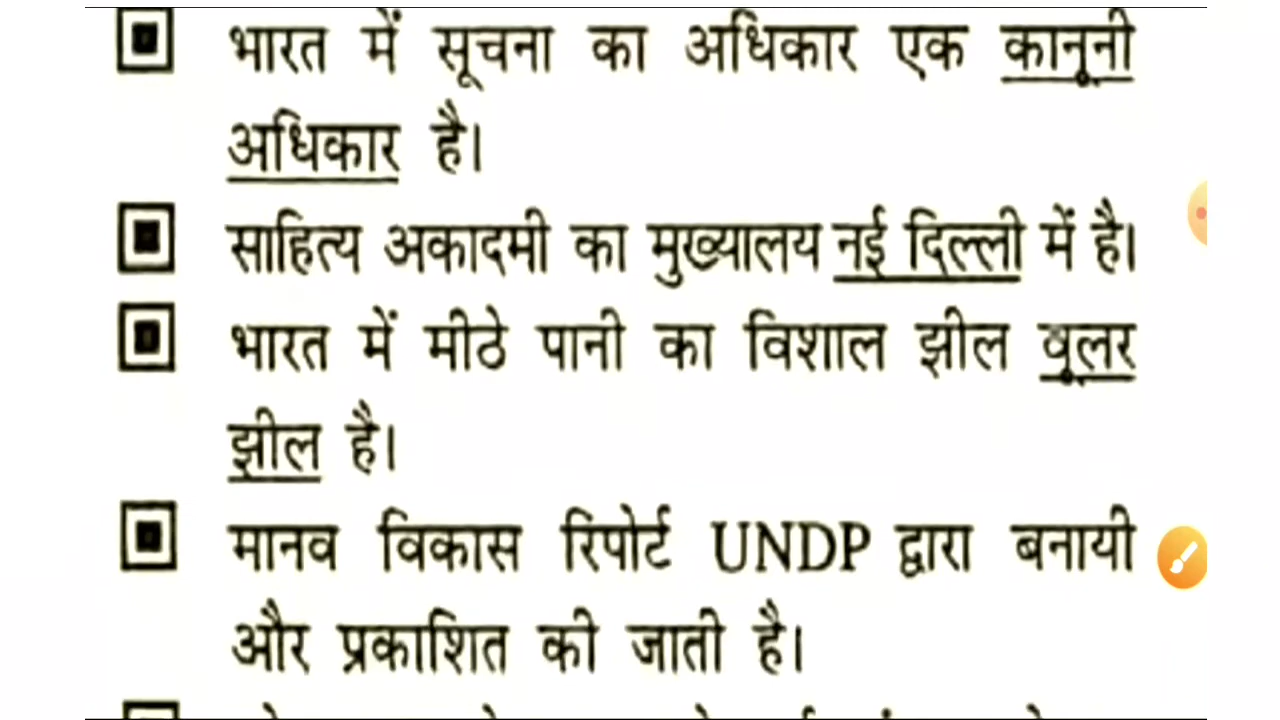 भारत में सूचना का अधिकार एक कानूनी
अधिकार है।
साहित्य अकादमी का मुख्यालय नई दिल्ली में है।
भारत में मीठे पानी का विशाल झील वूलर
झील है।
मानव विकास रिपोर्ट UNDP द्वारा बनायी
और प्रकाशित की जाती है।